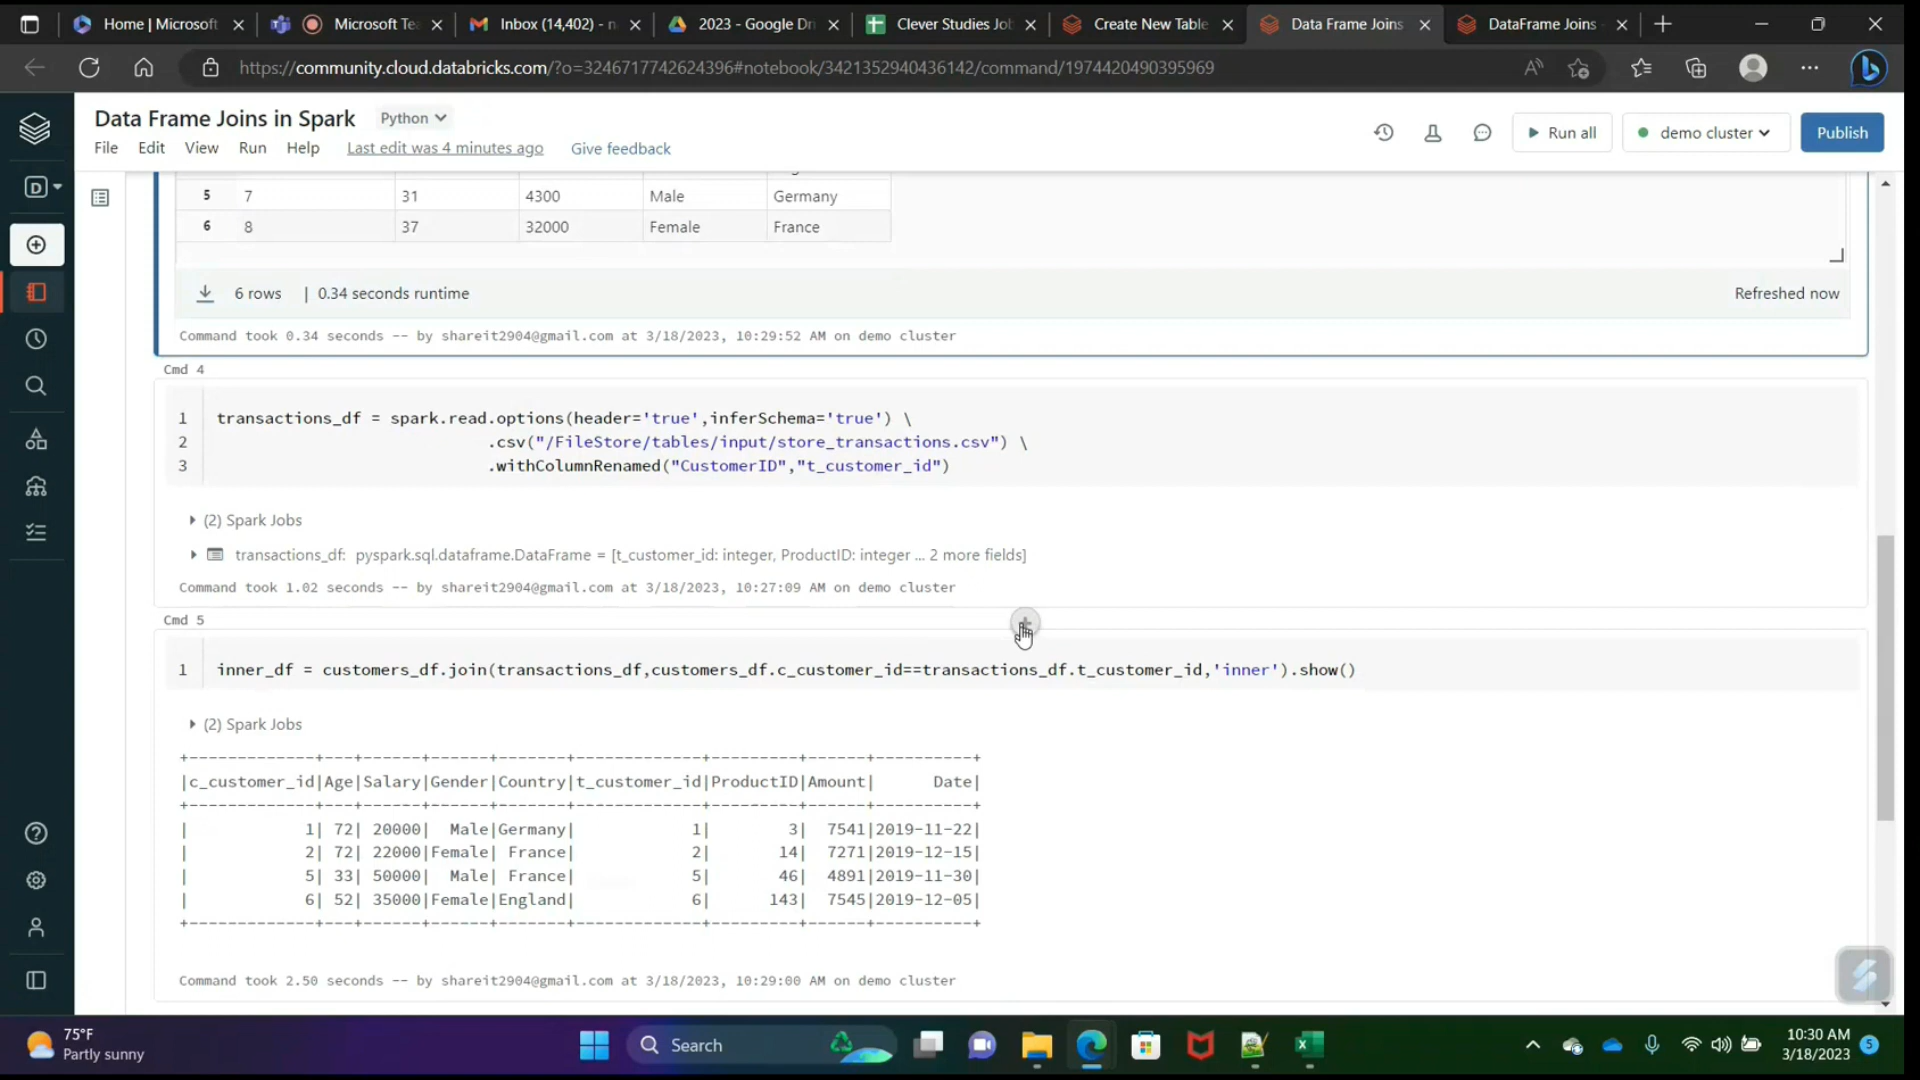 Home | Microsoft
Microsoft Te
Inbox (14,402) - n
2023 - Google Dr
Clever Studies Jo
Create New Table
Data Frame Joins
DataFrame Joins
https://community.cloud.databricks.com/?o=3246717742624396#notebook/3421352940436142/command/1974420490395969
Data Frame Joins in Spark
Python
File Edit View Run Help Last edit was 4 minutes ago Give feedback
Run all
demo cluster
Publish
5 7 31 4300 Male Germany
6 8 37 32000 Female France
6 rows | 0.34 seconds runtime
Refreshed now
Command took 0.34 seconds -- by shareit2904@gmail.com at 3/18/2023, 10:29:52 AM on demo cluster
Cmd 4
1 transactions_df = spark.read.options(header='true',inferSchema='true') \
2 .csv("/FileStore/tables/input/store_transactions.csv") \
3 .withColumnRenamed("CustomerID","t_customer_id")
(2) Spark Jobs
transactions_df: pyspark.sql.dataframe.DataFrame = [t_customer_id: integer, ProductID: integer ... 2 more fields]
Command took 1.02 seconds -- by shareit2904@gmail.com at 3/18/2023, 10:27:09 AM on demo cluster
Cmd 5
1 inner_df = customers_df.join(transactions_df,customers_df.c_customer_id==transactions_df.t_customer_id,'inner').show()
(2) Spark Jobs
+-------------+---+------+------+-------+-------------+---------+------+----------+
|c_customer_id|Age|Salary|Gender|Country|t_customer_id|ProductID|Amount|      Date|
+-------------+---+------+------+-------+-------------+---------+------+----------+
|            1| 72| 20000|  Male|Germany|            1|        3|  7541|2019-11-22|
|            2| 72| 22000|Female| France|            2|       14|  7271|2019-12-15|
|            5| 33| 50000|  Male| France|            5|       46|  4891|2019-11-30|
|            6| 52| 35000|Female|England|            6|      143|  7545|2019-12-05|
+-------------+---+------+------+-------+-------------+---------+------+----------+
Command took 2.50 seconds -- by shareit2904@gmail.com at 3/18/2023, 10:29:00 AM on demo cluster
75°F
Partly sunny
Search
10:30 AM
3/18/2023
5